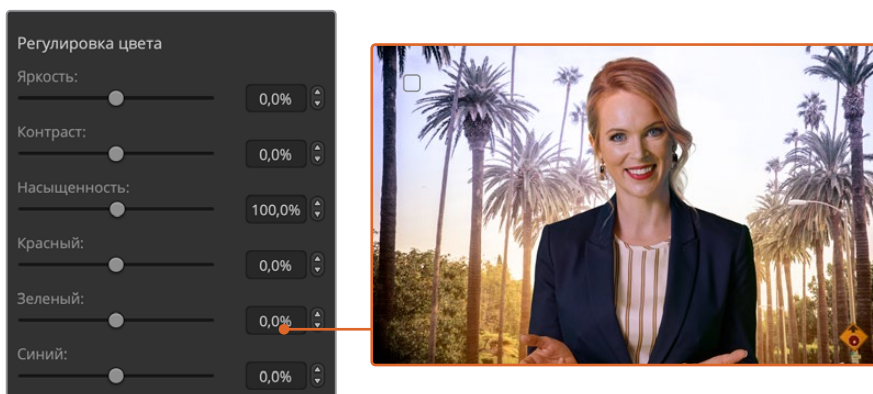 Регулировка цвета
Яркость:
0,0%
Контраст:
0,0%
Насыщенность:
100,0%
Красный:
0,0%
Зеленый:
0,0%
Синий:
0,0%